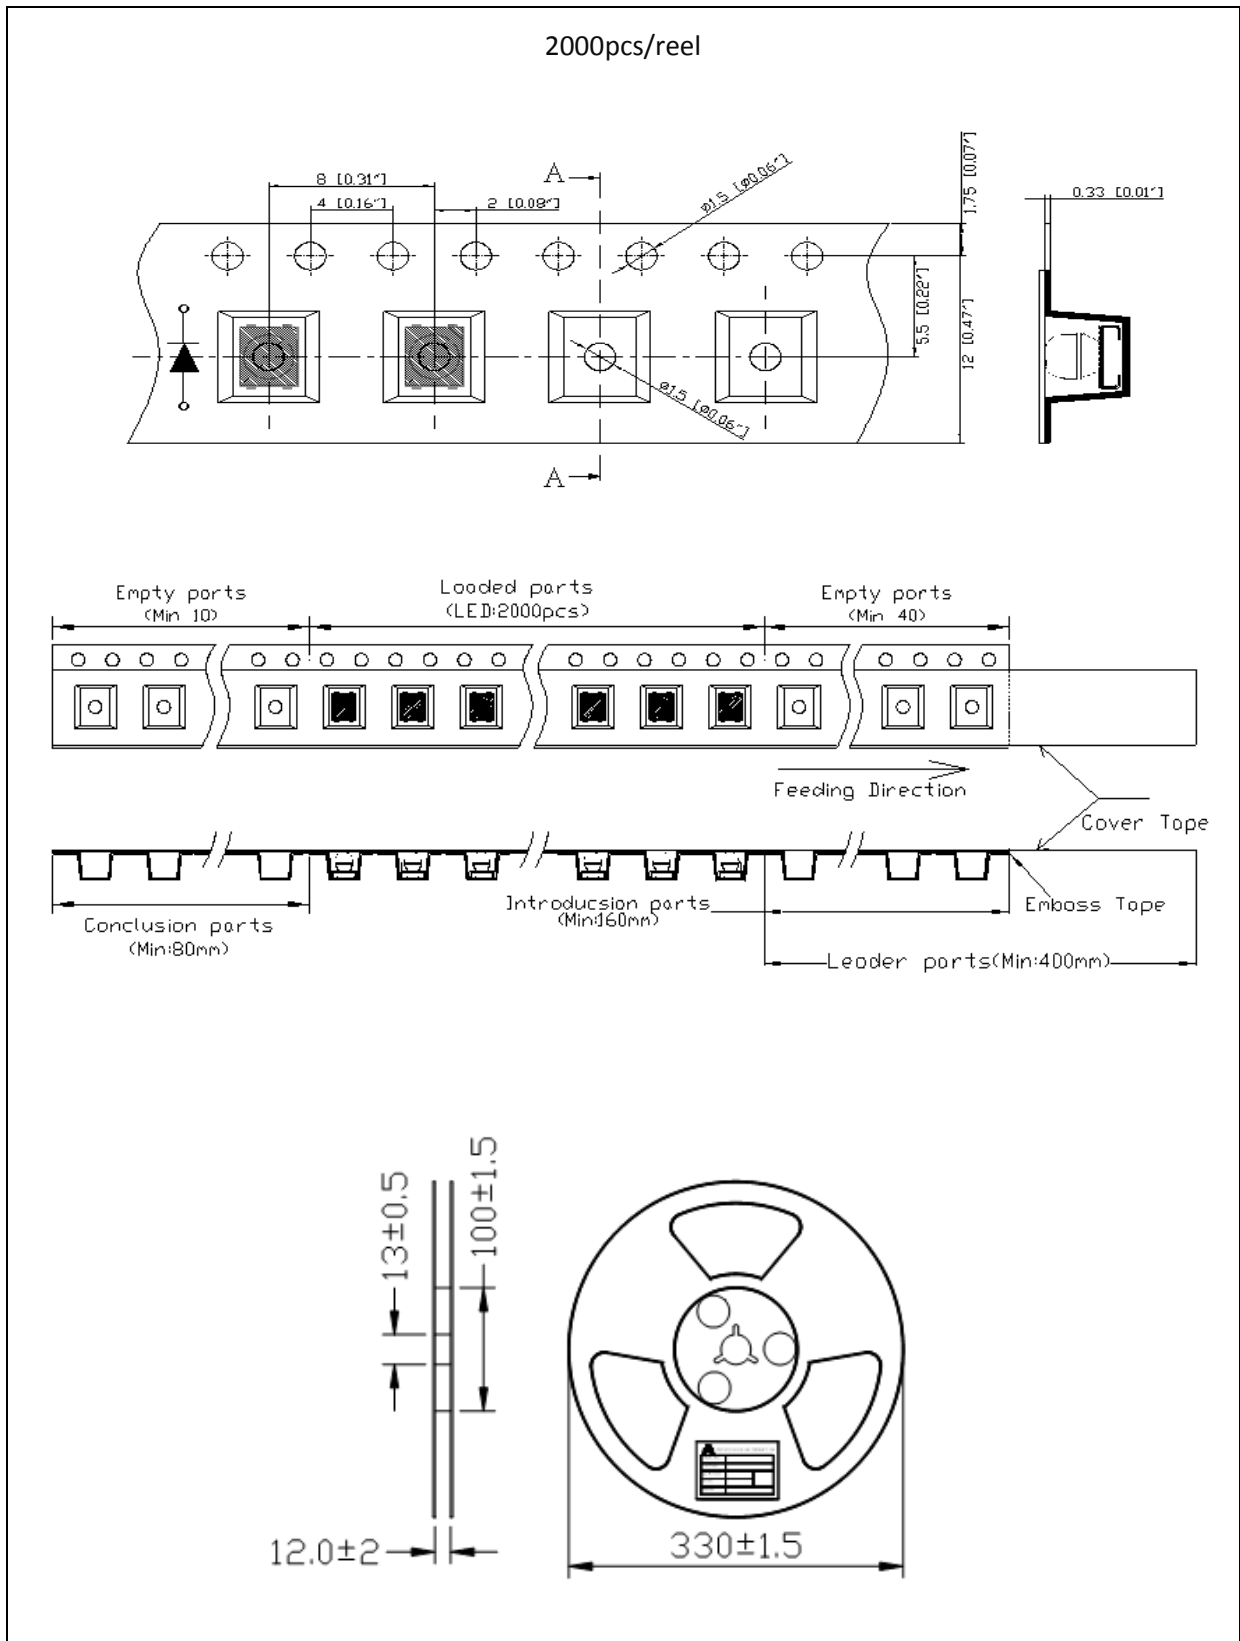 2000pcs/reel
8 [0.31"]
4 [0.16"]
2 [0.08"]
A
ø1.5 [ø0.06"]
1.75 [0.07"]
0.33 [0.01"]
5.5 [0.22"]
12 [0.47"]
ø1.5 [ø0.06"]
A
Empty parts
(Min 10)
Loaded parts
(LED:2000pcs)
Empty parts
(Min 40)
Feeding Direction
Cover Tape
Conclusion parts
(Min:80mm)
Introducsion parts
(Min:160mm)
Emboss Tape
Leader parts(Min:400mm)
13±0.5
100±1.5
12.0±2
330±1.5